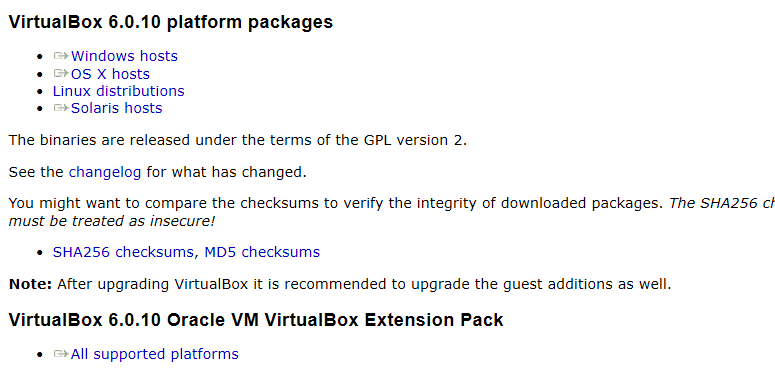 VirtualBox 6.0.10 platform packages
Windows hosts
OS X hosts
Linux distributions
Solaris hosts
The binaries are released under the terms of the GPL version 2.
See the changelog for what has changed.
You might want to compare the checksums to verify the integrity of downloaded packages. The SHA256
must be treated as insecure!
SHA256 checksums, MD5 checksums
Note: After upgrading VirtualBox it is recommended to upgrade the guest additions as well.
VirtualBox 6.0.10 Oracle VM VirtualBox Extension Pack
All supported platforms